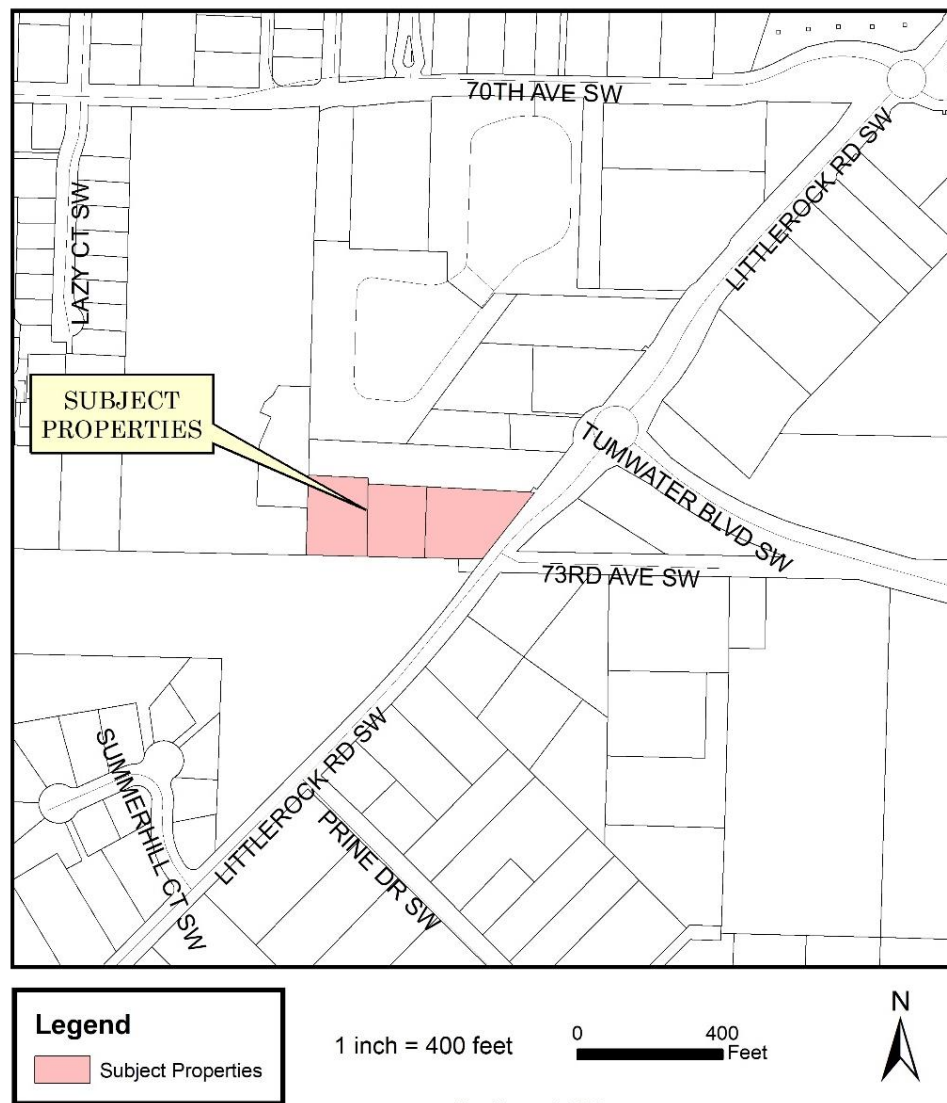 70TH AVE SW
LITTLEROCK RD SW
LAZY CT SW
SUBJECT
PROPERTIES
TUMWATER BLVD SW
73RD AVE SW
LITTLEROCK RD SW
SUMMERHILL CT SW
PRINE DR SW
Legend
Subject Properties
1 inch = 400 feet
0 400
Feet
N